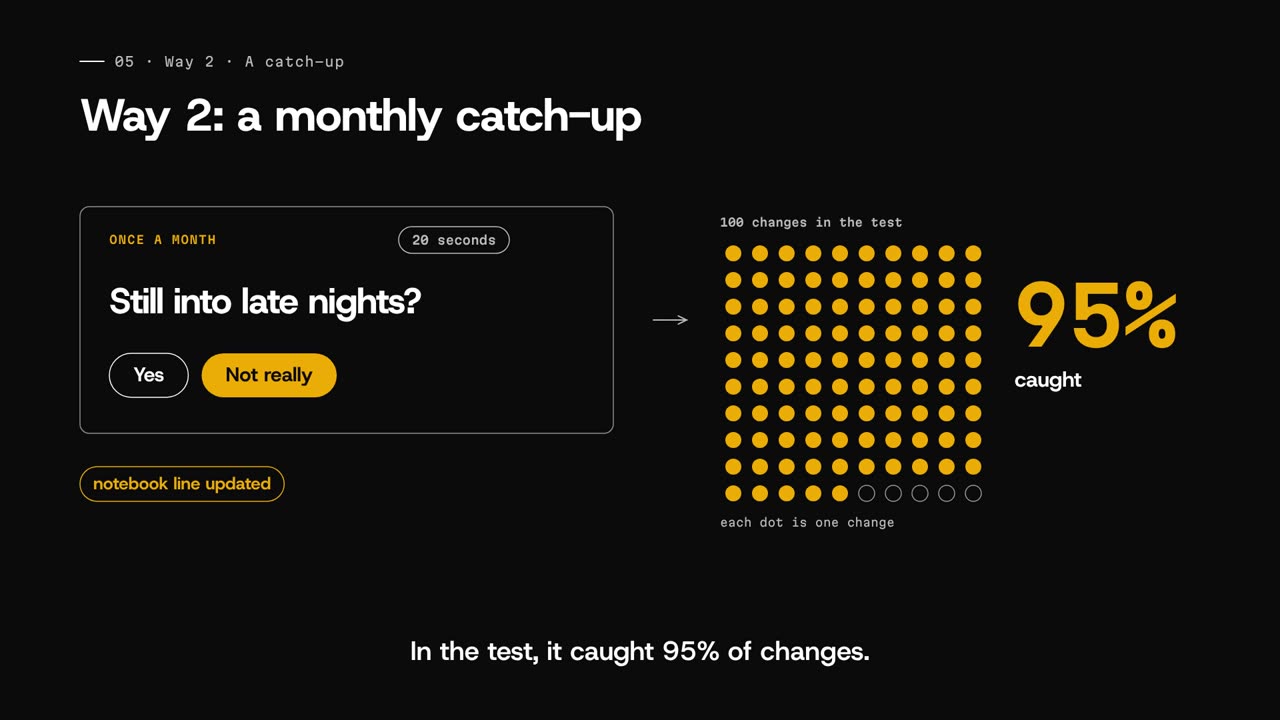 05 · Way 2 · A catch-up
Way 2: a monthly catch-up
ONCE A MONTH
20 seconds
Still into late nights?
Yes
Not really
notebook line updated
100 changes in the test
95%
caught
each dot is one change
In the test, it caught 95% of changes.